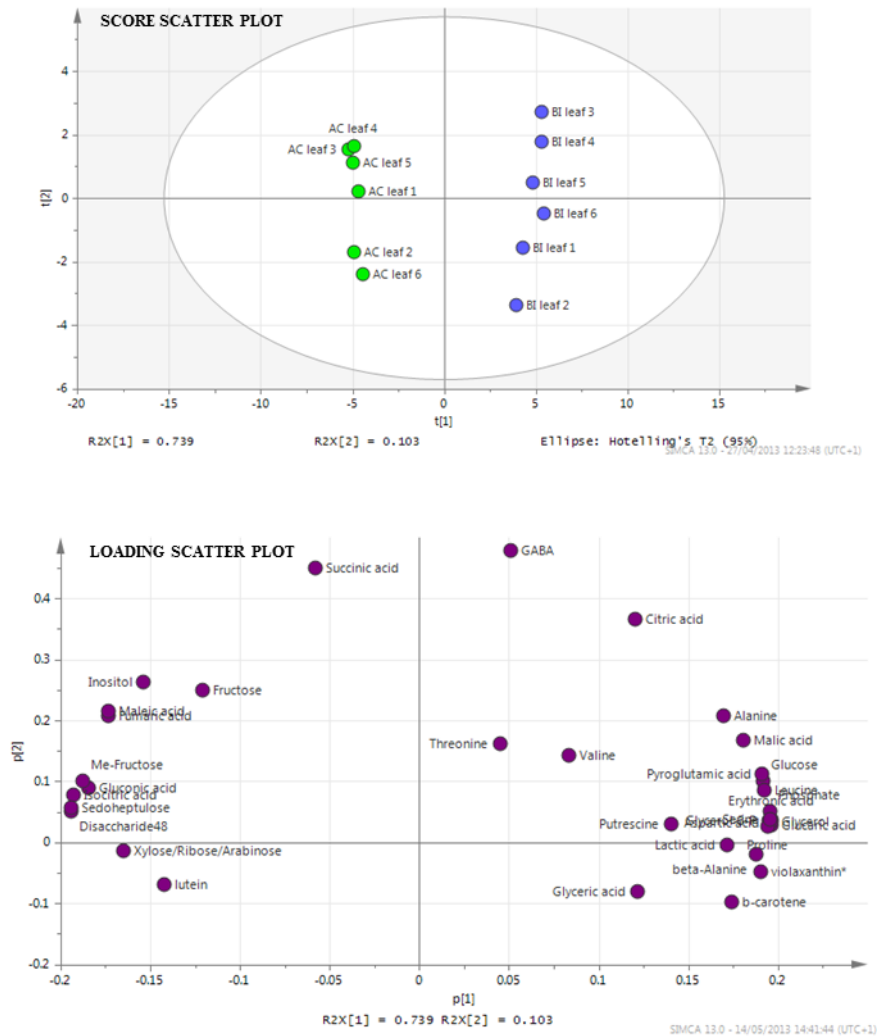 SCORE SCATTER PLOT
4
2
0
-2
-4
-6
t[2]
AC leaf 4
AC leaf 3
AC leaf 5
AC leaf 1
AC leaf 2
AC leaf 6
BI leaf 3
BI leaf 4
BI leaf 5
BI leaf 6
BI leaf 1
BI leaf 2
-20 -15 -10 -5 0 5 10 15
t[1]
R2X[1] = 0.739 R2X[2] = 0.103 Ellipse: Hotelling's T2 (95%)
SIMCA 13.0 - 27/04/2013 12:23:48 (UTC+1)
LOADING SCATTER PLOT
0.4
0.3
0.2
0.1
0
-0.1
-0.2
p[2]
GABA
Succinic acid
Citric acid
Inositol
Fructose
Maleic acid
Fumaric acid
Alanine
Malic acid
Threonine
Valine
Me-Fructose
Glucose
Pyroglutamic acid
Gluconic acid
Leucine
Isocitric acid
Phosphate
Sedoheptulose
Erythronic acid
Disaccharide48
Putrescine
Aspartic acid
Glycerol
Glucaric acid
Xylose/Ribose/Arabinose
Lactic acid
Proline
lutein
beta-Alanine
violaxanthin*
Glyceric acid
b-carotene
-0.2 -0.15 -0.1 -0.05 0 0.05 0.1 0.15 0.2
p[1]
R2X[1] = 0.739 R2X[2] = 0.103
SIMCA 13.0 - 14/05/2013 14:41:44 (UTC+1)